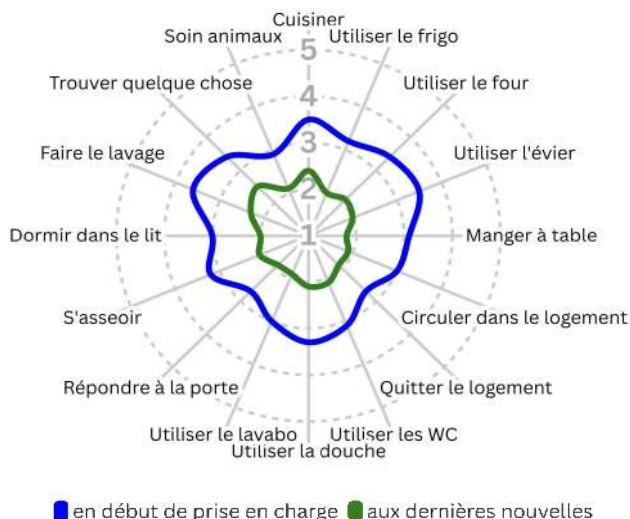 Cuisiner
Soin animaux
Utiliser le frigo
Trouver quelque chose
Utiliser le four
Faire le lavage
Utiliser l'évier
Dormir dans le lit
Manger à table
S'asseoir
Circuler dans le logement
Répondre à la porte
Quitter le logement
Utiliser le lavabo
Utiliser les WC
Utiliser la douche
5
4
3
2
1
en début de prise en charge
aux dernières nouvelles